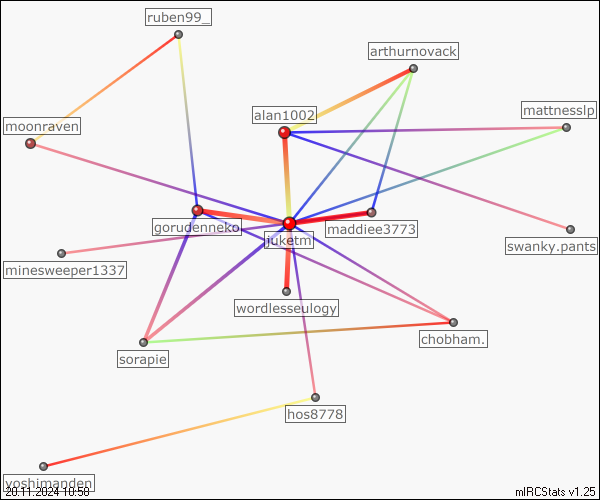 ruben99_
arthurnovack
mattnesslp
alan1002
moonraven
gorudenneko
maddiee3773
juketm
swanky.pants
minesweeper1337
wordlesseulogy
chobham.
sorapie
hos8778
yoshimanden
20.11.2024 10:58
mIRCStats v1.25